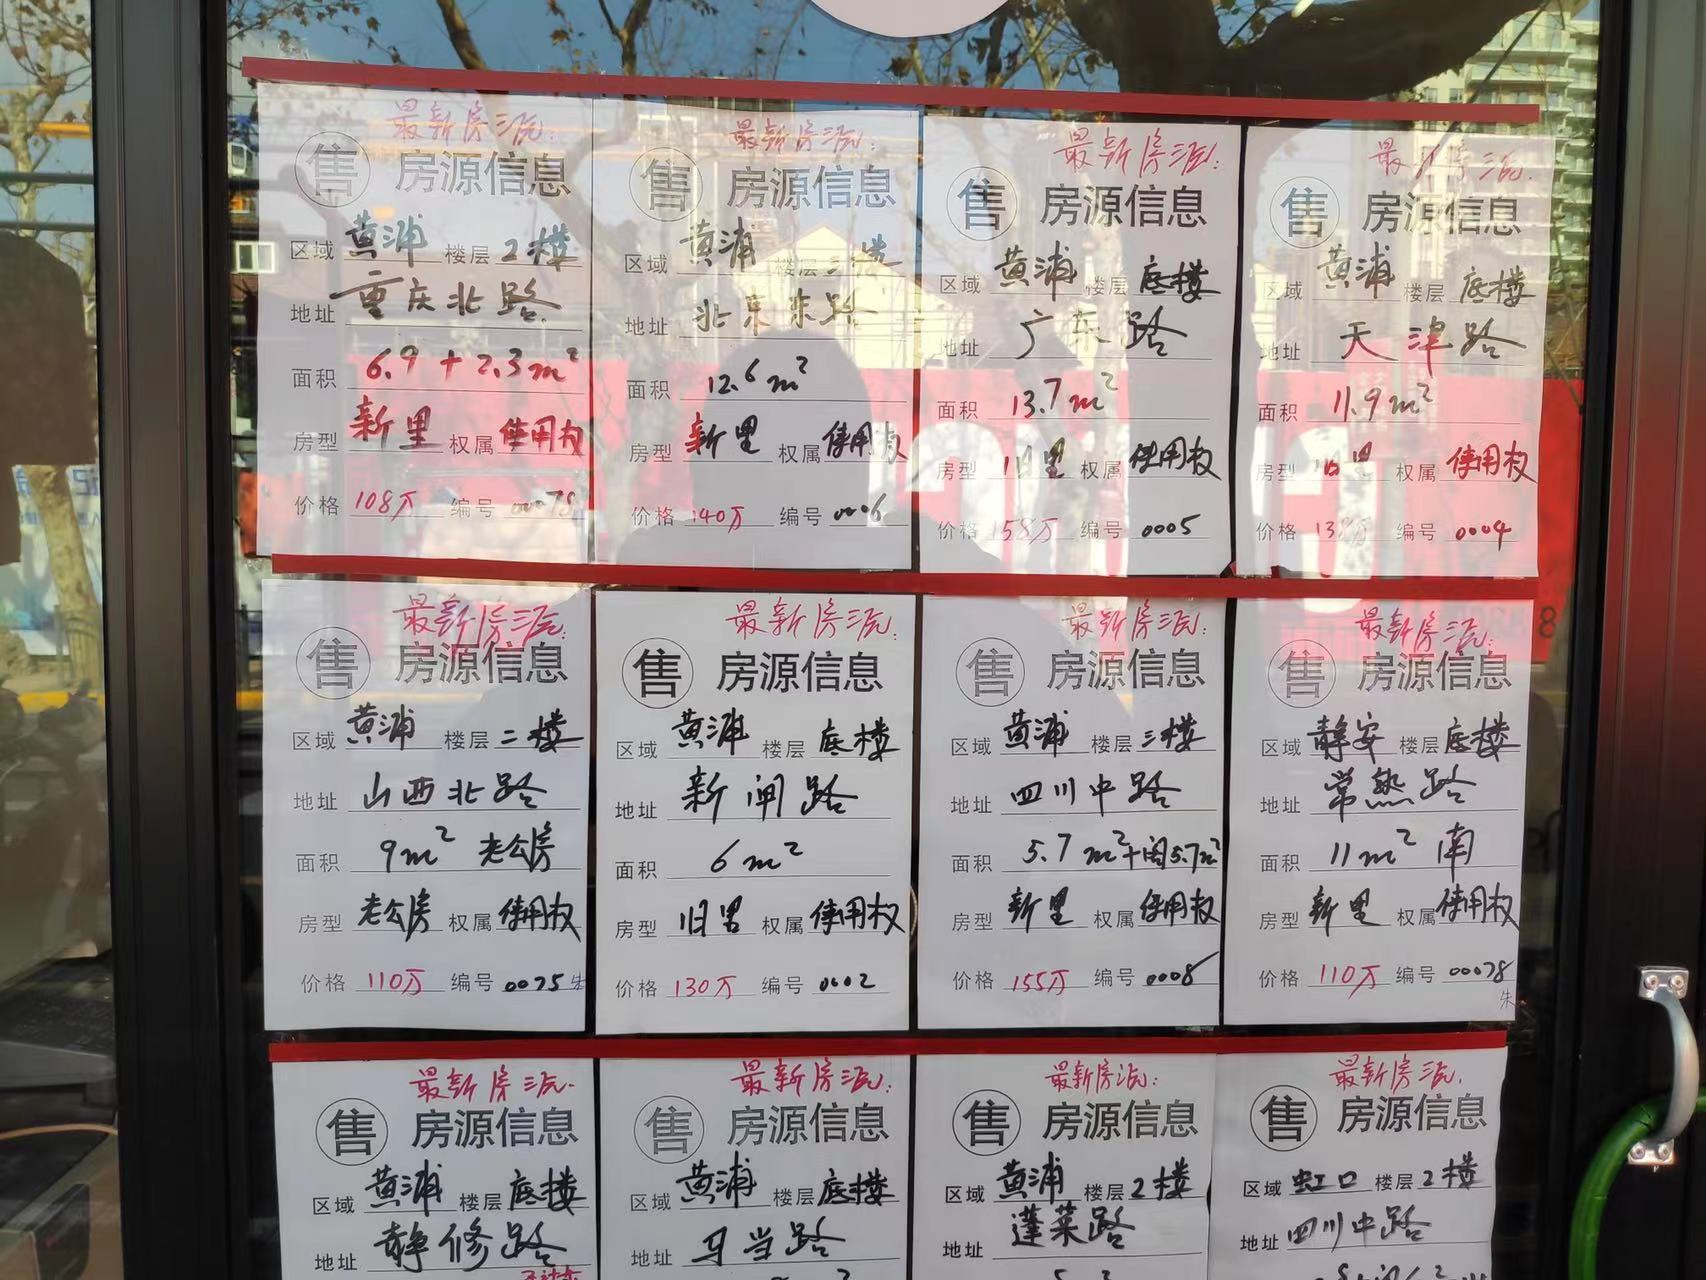 最新房源:
售 房源信息
区域 黄浦 楼层 2楼
地址 重庆北路
面积 6.9+2.3m²
房型 新里 权属 使用权
价格 108万 编号 00078
最新房源:
售 房源信息
区域 黄浦 楼层 三楼
地址 北京东路
面积 12.6m²
房型 新里 权属 使用权
价格 140万 编号 0006
最新房源:
售 房源信息
区域 黄浦 楼层 底楼
地址 广东路
面积 13.7m²
房型 旧里 权属 使用权
价格 158万 编号 0005
最新房源:
售 房源信息
区域 黄浦 楼层 底楼
地址 天津路
面积 11.9m²
房型 旧里 权属 使用权
价格 编号 0004
最新房源:
售 房源信息
区域 黄浦 楼层 二楼
地址 山西北路
面积 9m² 老公房
房型 老公房 权属 使用权
价格 110万 编号 0075 朱
最新房源:
售 房源信息
区域 黄浦 楼层 底楼
地址 新闸路
面积 6m²
房型 旧里 权属 使用权
价格 130万 编号 0002
最新房源:
售 房源信息
区域 黄浦 楼层 三楼
地址 四川中路
面积 5.7m²+阁5.7m²
房型 新里 权属 使用权
价格 155万 编号 0008
最新房源:
售 房源信息
区域 静安 楼层 底楼
地址 常熟路
面积 11m² 南
房型 新里 权属 使用权
价格 110万 编号 00078
朱
最新房源.
售 房源信息
区域 黄浦 楼层 底楼
地址 静修路
最新房源:
售 房源信息
区域 黄浦 楼层 底楼
地址 马当路
最新房源:
售 房源信息
区域 黄浦 楼层 2楼
地址 蓬莱路
最新房源.
售 房源信息
区域 虹口 楼层 2楼
地址 四川中路